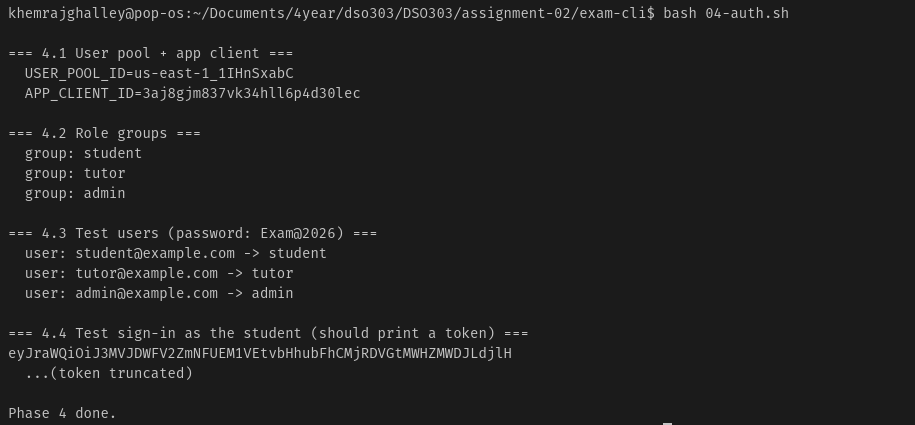 khemrajghalley@pop-os:~/Documents/4year/dso303/DSO303/assignment-02/exam-cli$ bash 04-auth.sh
=== 4.1 User pool + app client ===
USER_POOL_ID=us-east-1_1IHnSxabC
APP_CLIENT_ID=3aj8gjm837vk34hll6p4d30lec
=== 4.2 Role groups ===
group: student
group: tutor
group: admin
=== 4.3 Test users (password: Exam@2026) ===
user: student@example.com -> student
user: tutor@example.com -> tutor
user: admin@example.com -> admin
=== 4.4 Test sign-in as the student (should print a token) ===
eyJraWQiOiJ3MVJDWFV2ZmNFUEM1VEtvbHhubFhCMjRDVGtMWHZMWDJLdjlH
...(token truncated)
Phase 4 done.